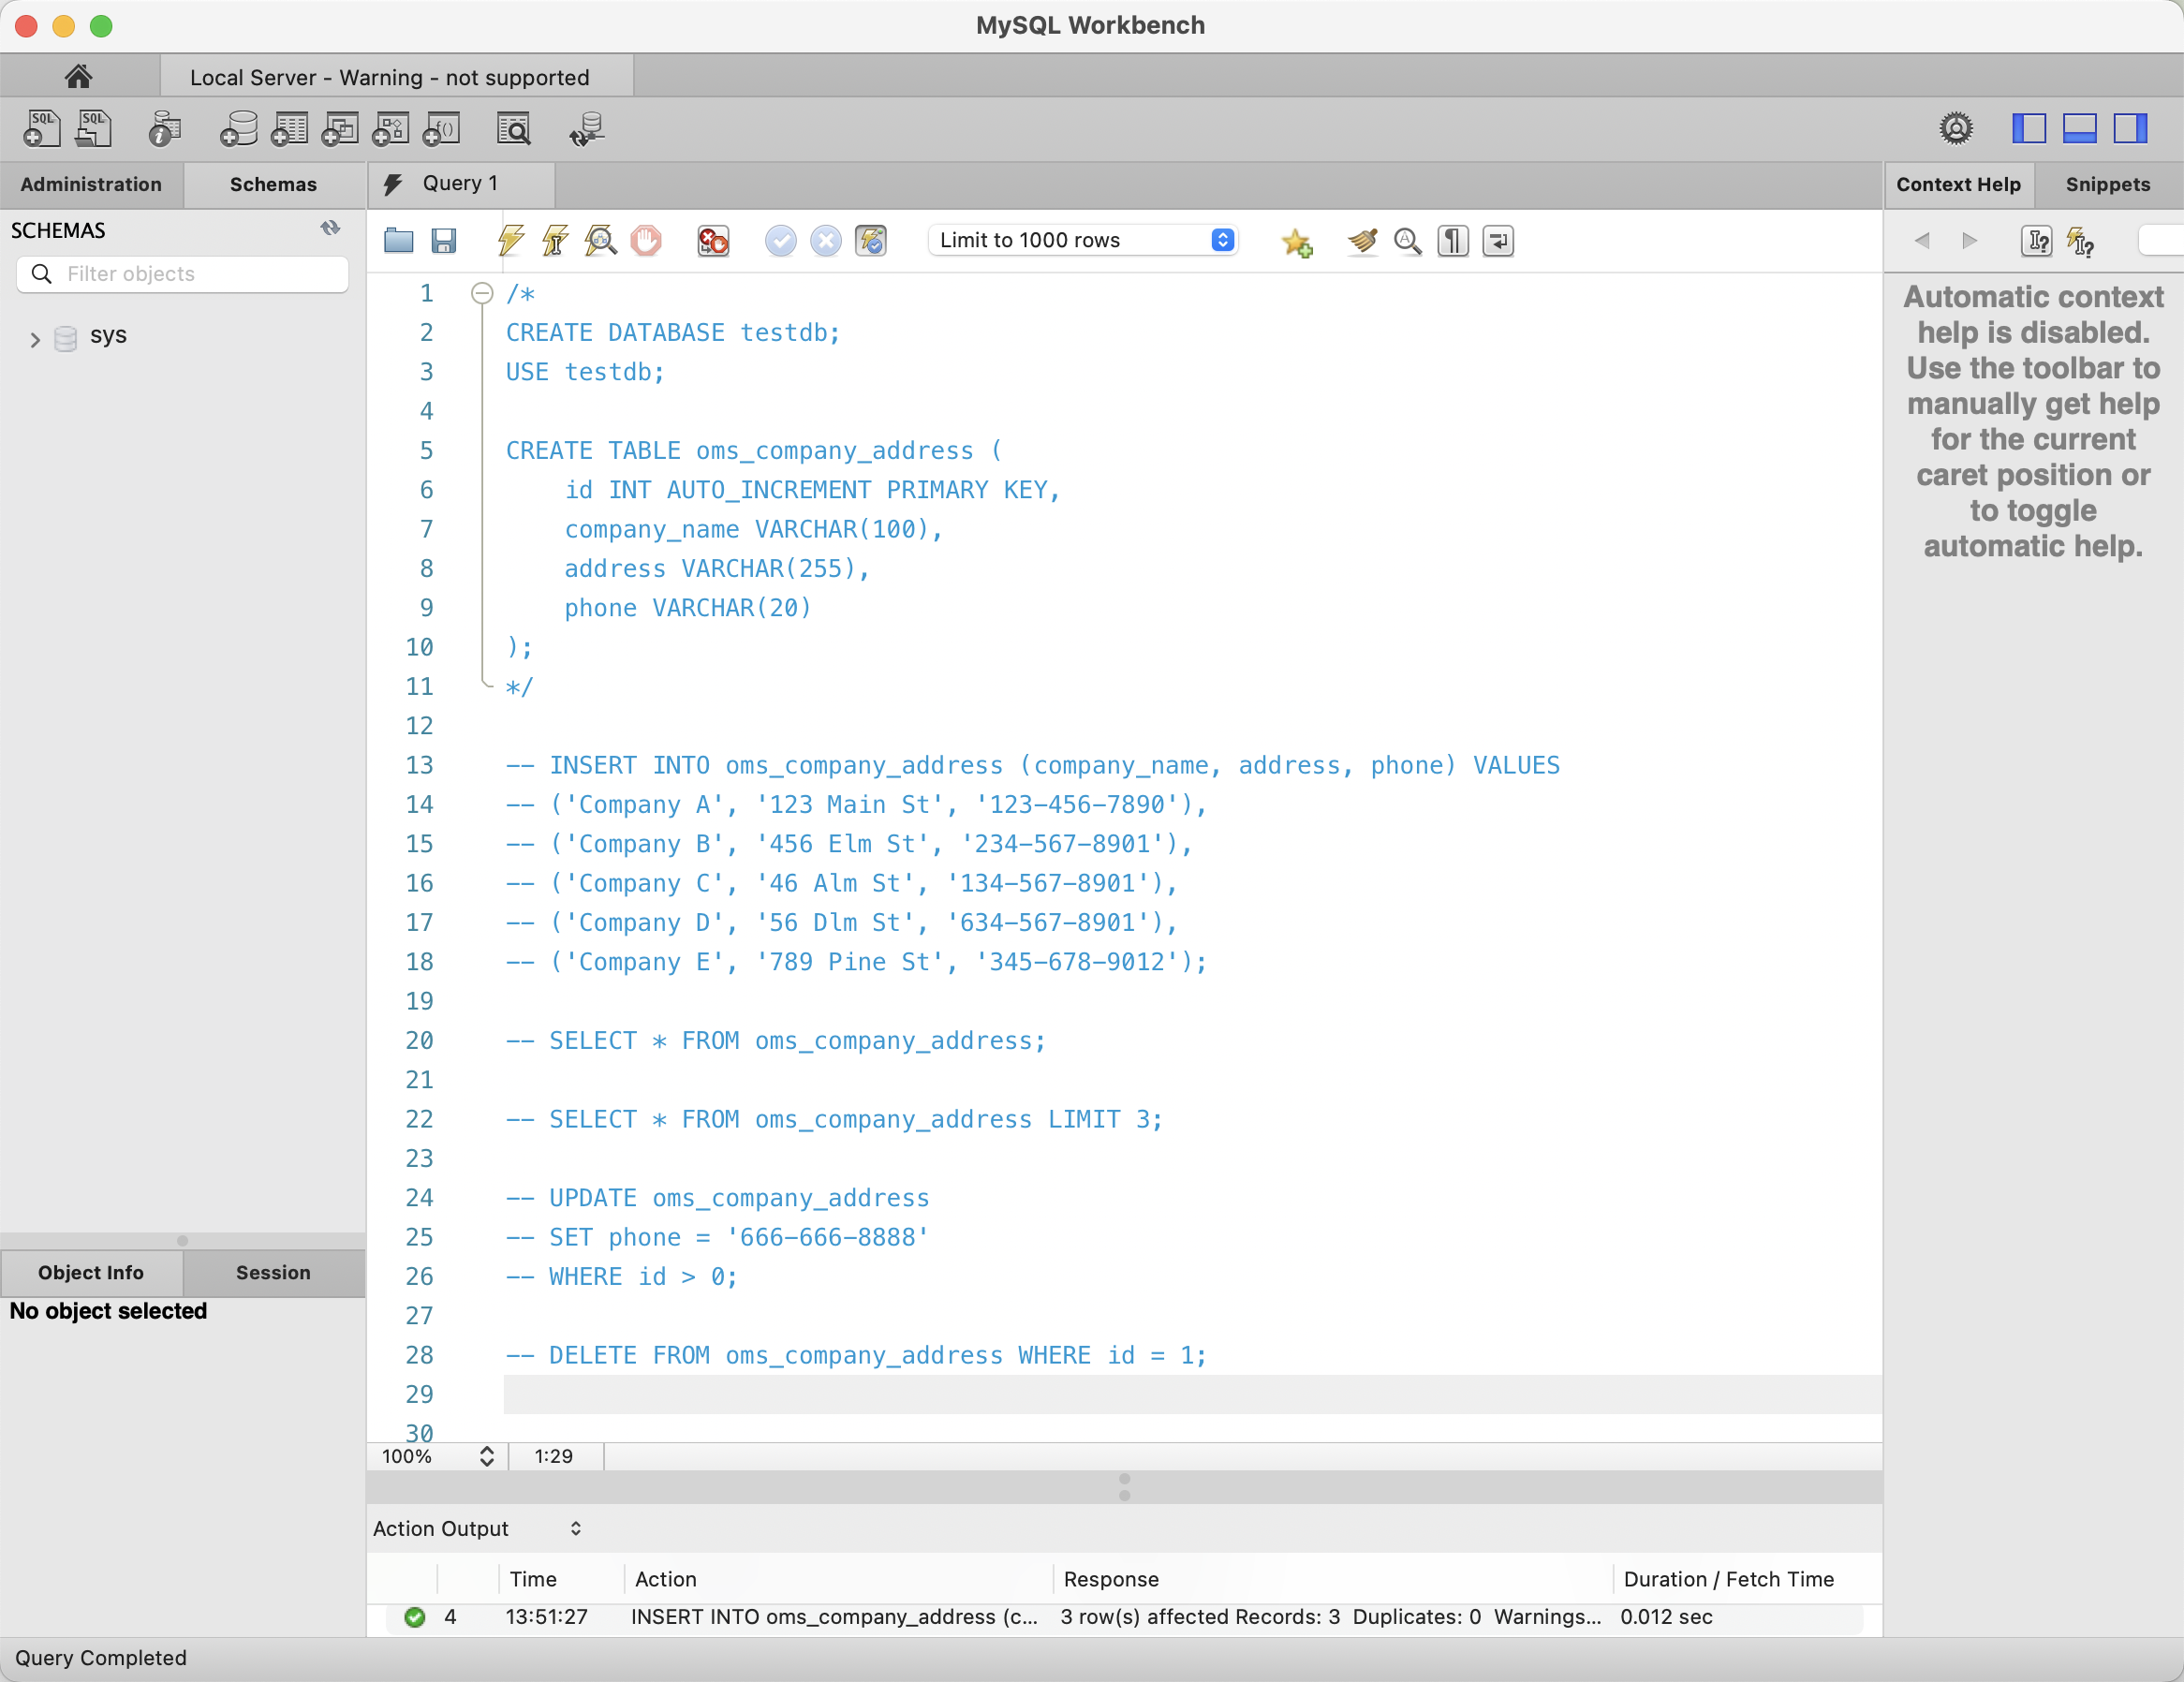 MySQL Workbench
Local Server - Warning - not supported
SQL SQL
Administration Schemas Query 1 Context Help Snippets
SCHEMAS
Limit to 1000 rows
Filter objects
sys
Automatic context
help is disabled.
Use the toolbar to
manually get help
for the current
caret position or
to toggle
automatic help.
1 /*
2 CREATE DATABASE testdb;
3 USE testdb;
4
5 CREATE TABLE oms_company_address (
6 id INT AUTO_INCREMENT PRIMARY KEY,
7 company_name VARCHAR(100),
8 address VARCHAR(255),
9 phone VARCHAR(20)
10 );
11 */
12
13 -- INSERT INTO oms_company_address (company_name, address, phone) VALUES
14 -- ('Company A', '123 Main St', '123-456-7890'),
15 -- ('Company B', '456 Elm St', '234-567-8901'),
16 -- ('Company C', '46 Alm St', '134-567-8901'),
17 -- ('Company D', '56 Dlm St', '634-567-8901'),
18 -- ('Company E', '789 Pine St', '345-678-9012');
19
20 -- SELECT * FROM oms_company_address;
21
22 -- SELECT * FROM oms_company_address LIMIT 3;
23
24 -- UPDATE oms_company_address
25 -- SET phone = '666-666-8888'
26 -- WHERE id > 0;
27
28 -- DELETE FROM oms_company_address WHERE id = 1;
29
30
100% 1:29
Object Info Session
No object selected
Action Output
Time Action Response Duration / Fetch Time
4 13:51:27 INSERT INTO oms_company_address (c... 3 row(s) affected Records: 3 Duplicates: 0 Warnings... 0.012 sec
Query Completed